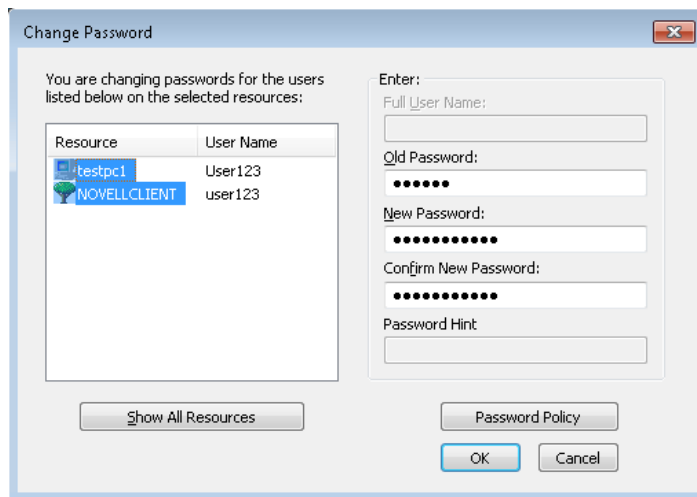 Change Password
You are changing passwords for the users
listed below on the selected resources:
Resource User Name
testpc1 User123
NOVELLCLIENT user123
Show All Resources
Enter:
Full User Name:
Old Password:
●●●●●●
New Password:
●●●●●●●●●●●
Confirm New Password:
●●●●●●●●●●●
Password Hint
Password Policy
OK Cancel